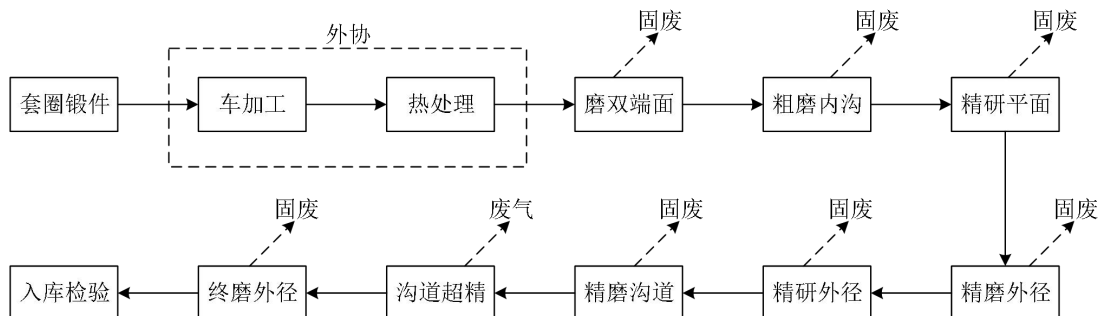 外协
固废
固废
固废
套圈锻件
车加工
热处理
磨双端面
粗磨内沟
精研平面
固废
废气
固废
固废
固废
入库检验
终磨外径
沟道超精
精磨沟道
精研外径
精磨外径